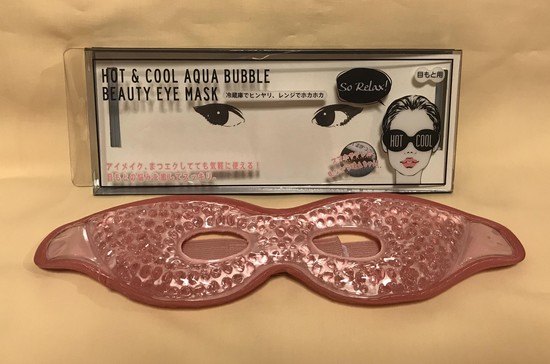 HOT & COOL AQUA BUBBLE
BEAUTY EYE MASK
冷蔵庫でヒンヤリ、レンジでホカホカ
So Relax!
目もと用
HOT COOL
アイメイク、まつエクしてても気軽に使える！